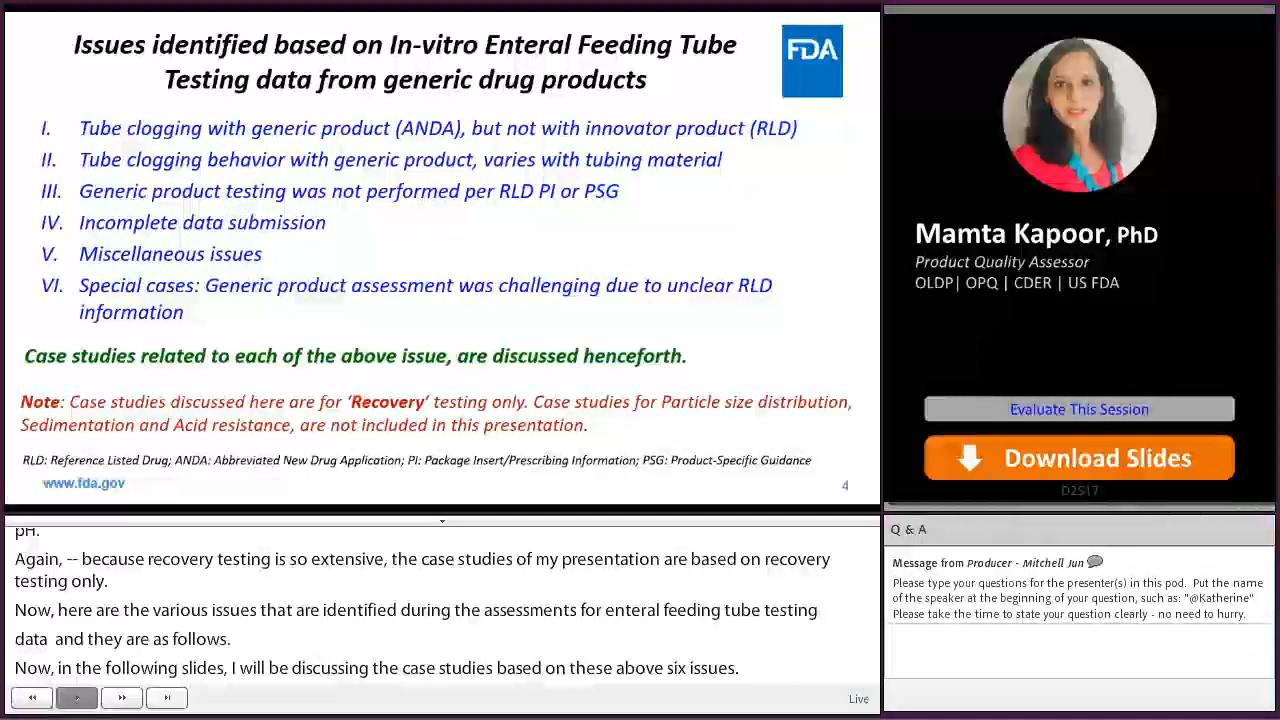 Issues identified based on In-vitro Enteral Feeding Tube
Testing data from generic drug products
FDA
I. Tube clogging with generic product (ANDA), but not with innovator product (RLD)
II. Tube clogging behavior with generic product, varies with tubing material
III. Generic product testing was not performed per RLD PI or PSG
IV. Incomplete data submission
V. Miscellaneous issues
VI. Special cases: Generic product assessment was challenging due to unclear RLD
information
Case studies related to each of the above issue, are discussed henceforth.
Note: Case studies discussed here are for ‘Recovery’ testing only. Case studies for Particle size distribution,
Sedimentation and Acid resistance, are not included in this presentation.
RLD: Reference Listed Drug; ANDA: Abbreviated New Drug Application; PI: Package Insert/Prescribing Information; PSG: Product-Specific Guidance
www.fda.gov
4
Mamta Kapoor, PhD
Product Quality Assessor
OLDP| OPQ | CDER | US FDA
Evaluate This Session
Download Slides
D2S17
pH.
Again, -- because recovery testing is so extensive, the case studies of my presentation are based on recovery
testing only.
Now, here are the various issues that are identified during the assessments for enteral feeding tube testing
data and they are as follows.
Now, in the following slides, I will be discussing the case studies based on these above six issues.
Live
Q & A
Message from Producer - Mitchell Jun
Please type your questions for the presenter(s) in this pod. Put the name
of the speaker at the beginning of your question, such as: "@Katherine"
Please take the time to state your question clearly - no need to hurry.